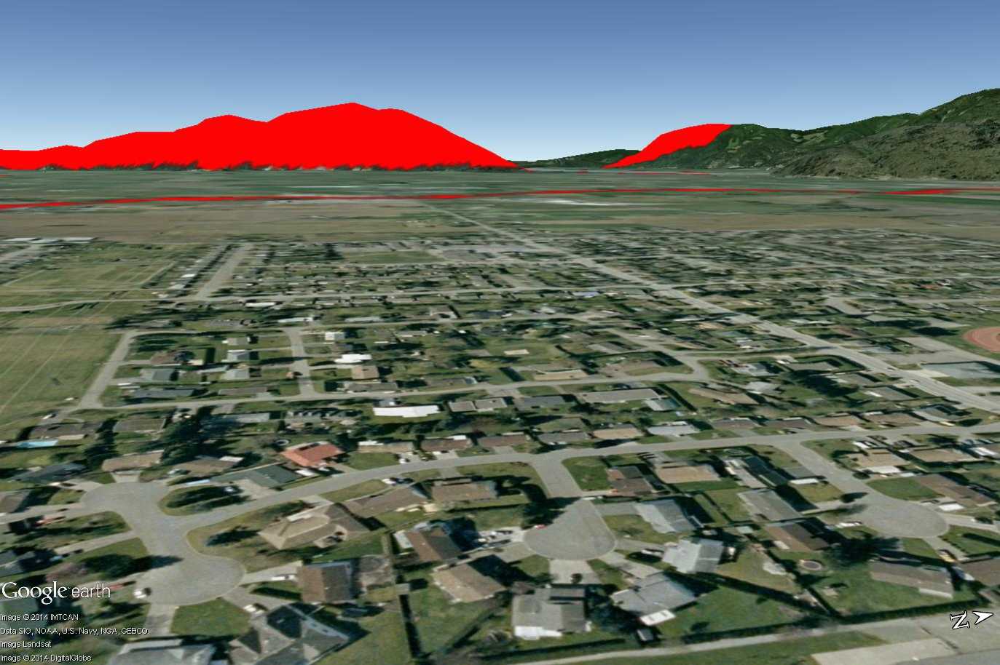 Google earth
Image © 2014 IMTCAN
Data SIO, NOAA, U.S. Navy, NGA, GEBCO
Image Landsat
Image © 2014 DigitalGlobe
N